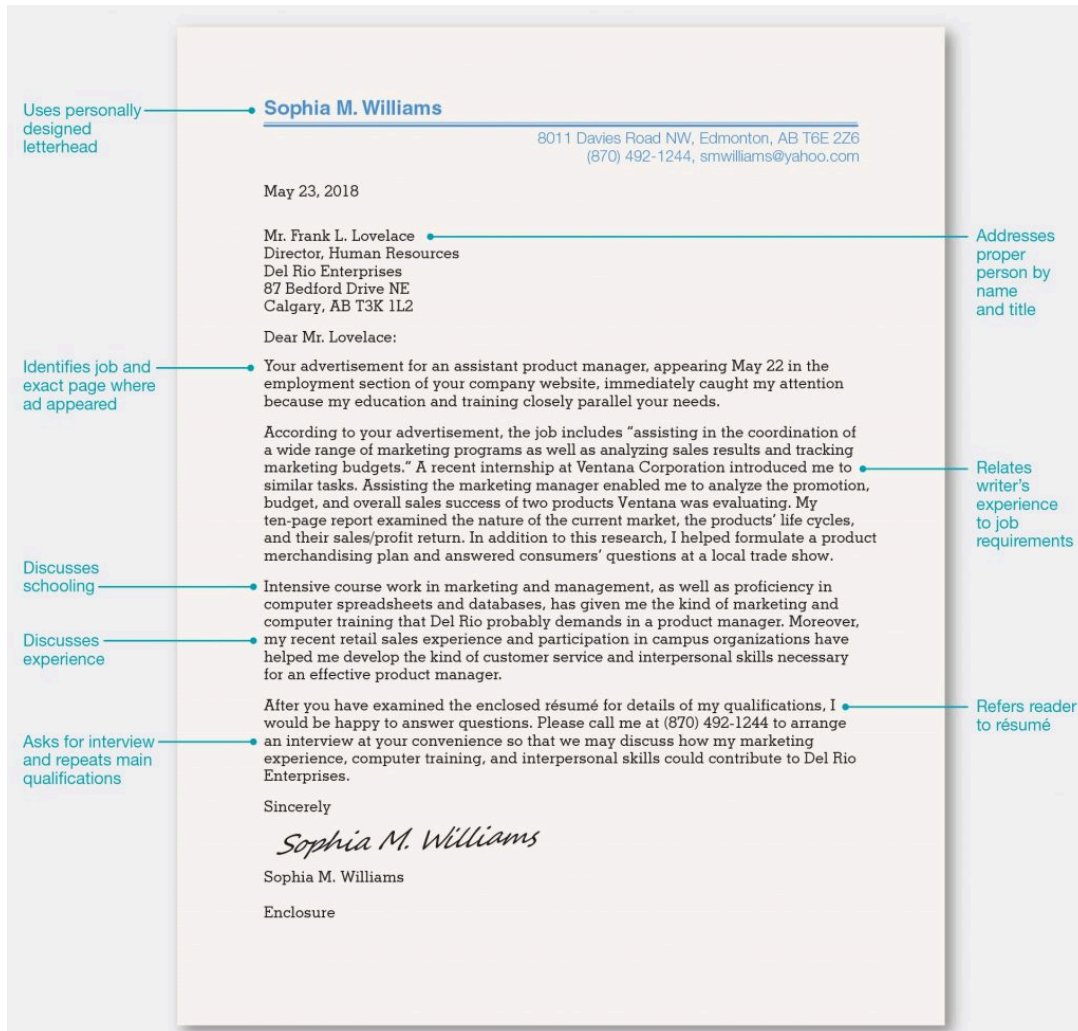 Uses personally
designed
letterhead
Sophia M. Williams
8011 Davies Road NW, Edmonton, AB T6E 2Z6
(870) 492-1244, smwilliams@yahoo.com
May 23, 2018
Mr. Frank L. Lovelace
Director, Human Resources
Del Rio Enterprises
87 Bedford Drive NE
Calgary, AB T3K 1L2
Addresses
proper
person by
name
and title
Dear Mr. Lovelace:
Identifies job and
exact page where
ad appeared
Your advertisement for an assistant product manager, appearing May 22 in the
employment section of your company website, immediately caught my attention
because my education and training closely parallel your needs.
According to your advertisement, the job includes “assisting in the coordination of
a wide range of marketing programs as well as analyzing sales results and tracking
marketing budgets.” A recent internship at Ventana Corporation introduced me to
similar tasks. Assisting the marketing manager enabled me to analyze the promotion,
budget, and overall sales success of two products Ventana was evaluating. My
ten-page report examined the nature of the current market, the products’ life cycles,
and their sales/profit return. In addition to this research, I helped formulate a product
merchandising plan and answered consumers’ questions at a local trade show.
Relates
writer’s
experience
to job
requirements
Discusses
schooling
Intensive course work in marketing and management, as well as proficiency in
computer spreadsheets and databases, has given me the kind of marketing and
computer training that Del Rio probably demands in a product manager. Moreover,
my recent retail sales experience and participation in campus organizations have
helped me develop the kind of customer service and interpersonal skills necessary
for an effective product manager.
Discusses
experience
After you have examined the enclosed résumé for details of my qualifications, I
would be happy to answer questions. Please call me at (870) 492-1244 to arrange
an interview at your convenience so that we may discuss how my marketing
experience, computer training, and interpersonal skills could contribute to Del Rio
Enterprises.
Refers reader
to résumé
Asks for interview
and repeats main
qualifications
Sincerely
Sophia M. Williams
Sophia M. Williams
Enclosure